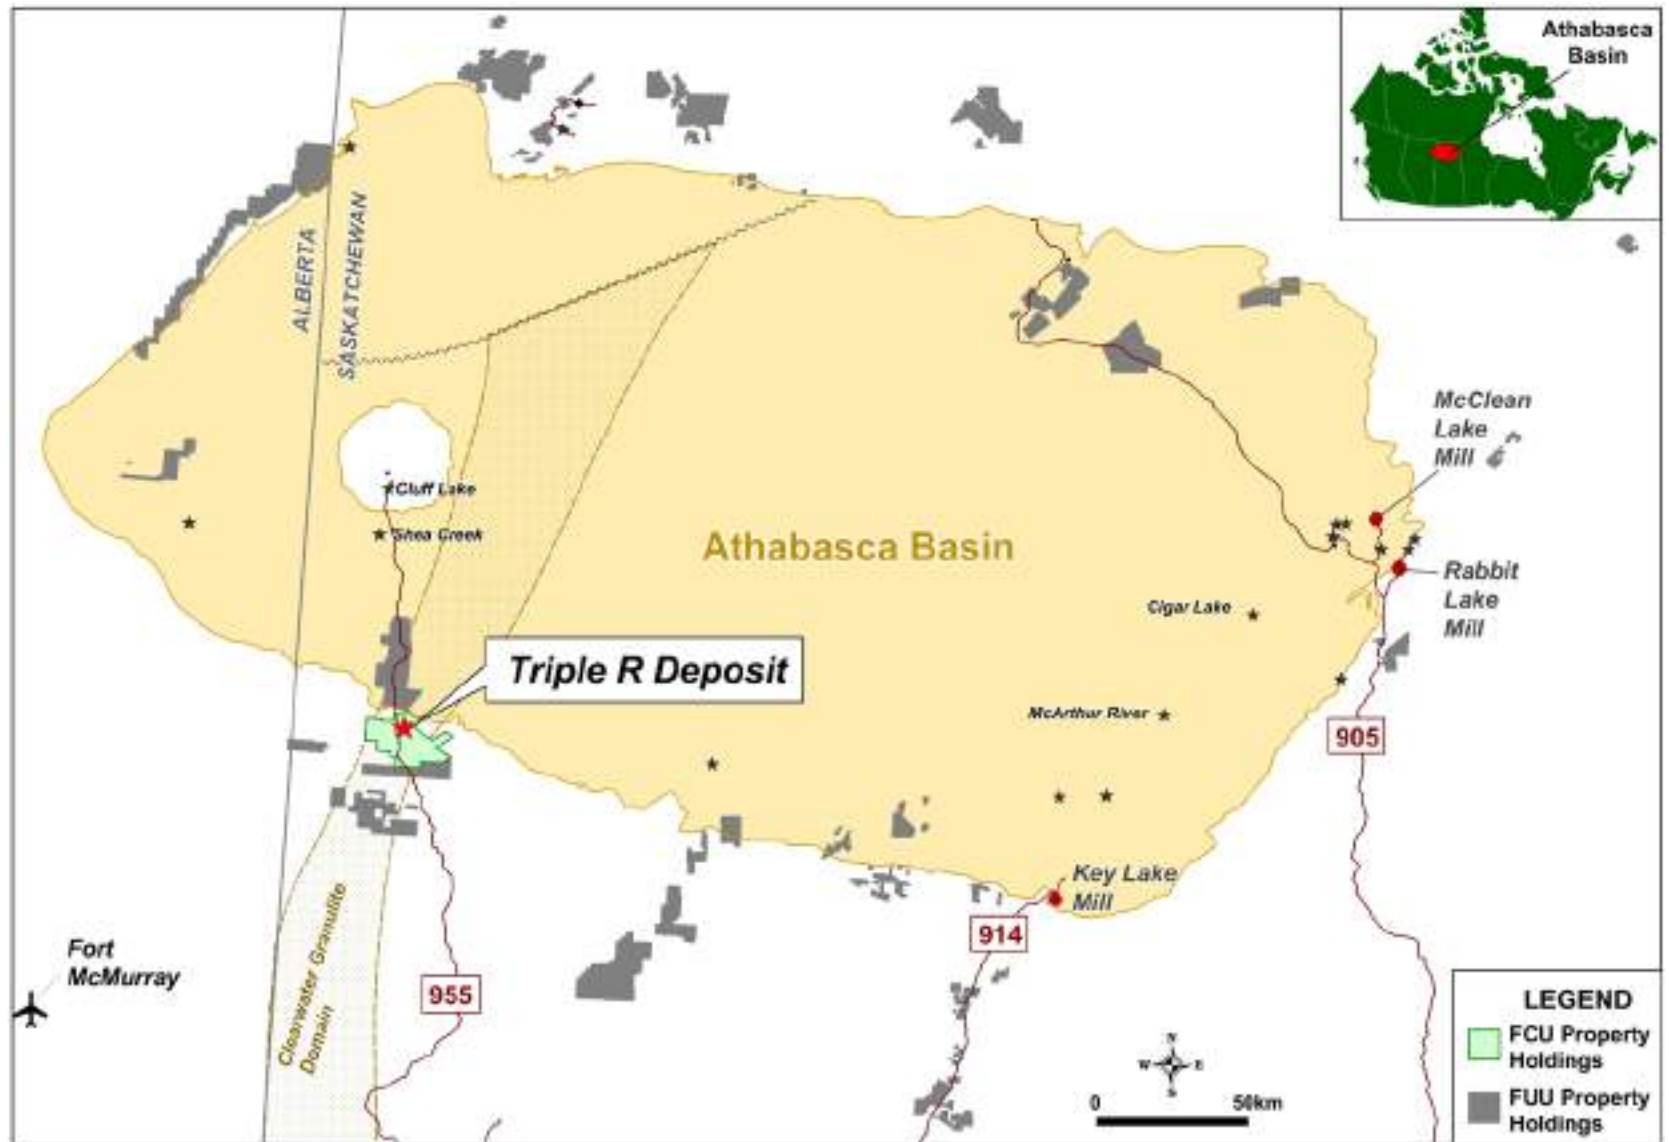 Athabasca
Basin
ALBERTA
SASKATCHEWAN
McClean
Lake
Mill
Cluff Lake
Shea Creek
Athabasca Basin
Rabbit
Lake
Mill
Cigar Lake
Triple R Deposit
McArthur River
905
Key Lake
Mill
914
Fort
McMurray
955
Clearwater Granulite
Domain
N
W E
S
0 50km
LEGEND
FCU Property
Holdings
FUU Property
Holdings